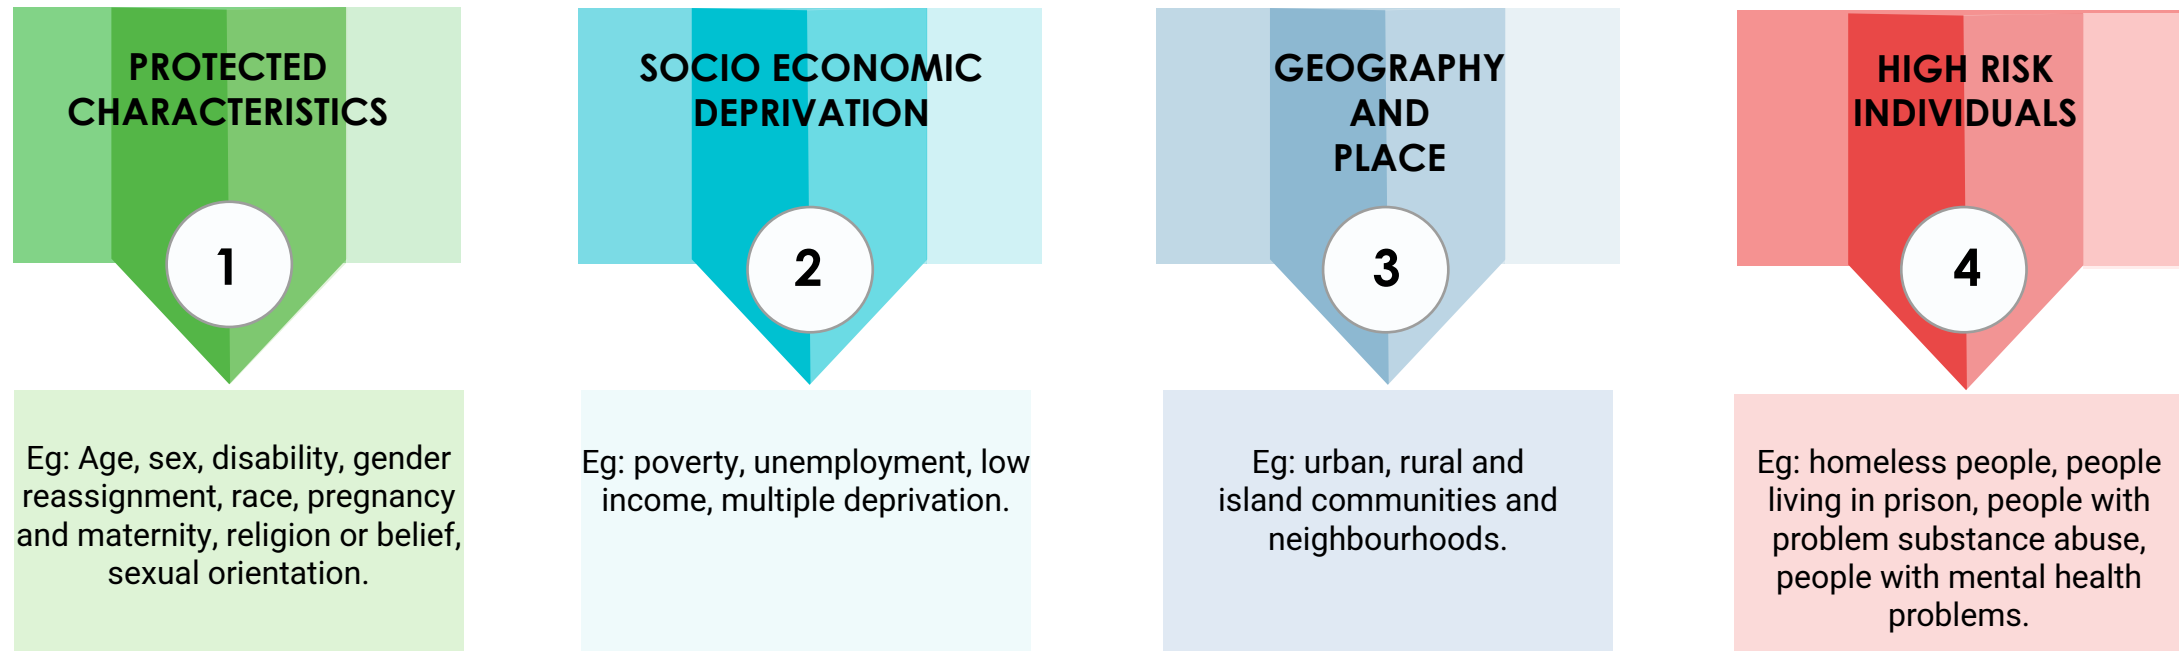 PROTECTED
CHARACTERISTICS
1
Eg: Age, sex, disability, gender
reassignment, race, pregnancy
and maternity, religion or belief,
sexual orientation.
SOCIO ECONOMIC
DEPRIVATION
2
Eg: poverty, unemployment, low
income, multiple deprivation.
GEOGRAPHY
AND
PLACE
3
Eg: urban, rural and
island communities and
neighbourhoods.
HIGH RISK
INDIVIDUALS
4
Eg: homeless people, people
living in prison, people with
problem substance abuse,
people with mental health
problems.